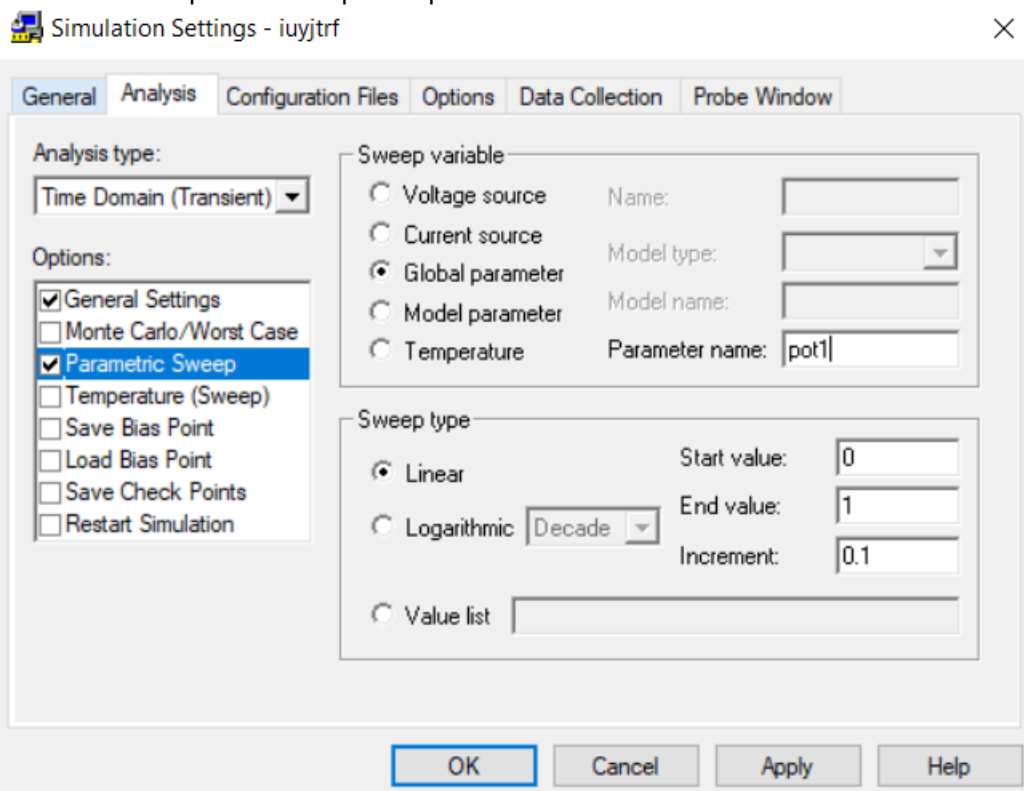 Simulation Settings - iuyjtrf
General Analysis Configuration Files Options Data Collection Probe Window
Analysis type:
Time Domain (Transient)
Options:
General Settings
Monte Carlo/Worst Case
Parametric Sweep
Temperature (Sweep)
Save Bias Point
Load Bias Point
Save Check Points
Restart Simulation
Sweep variable
Voltage source
Current source
Global parameter
Model parameter
Temperature
Name:
Model type:
Model name:
Parameter name: pot1
Sweep type
Linear
Logarithmic Decade
Value list
Start value: 0
End value: 1
Increment: 0.1
OK Cancel Apply Help